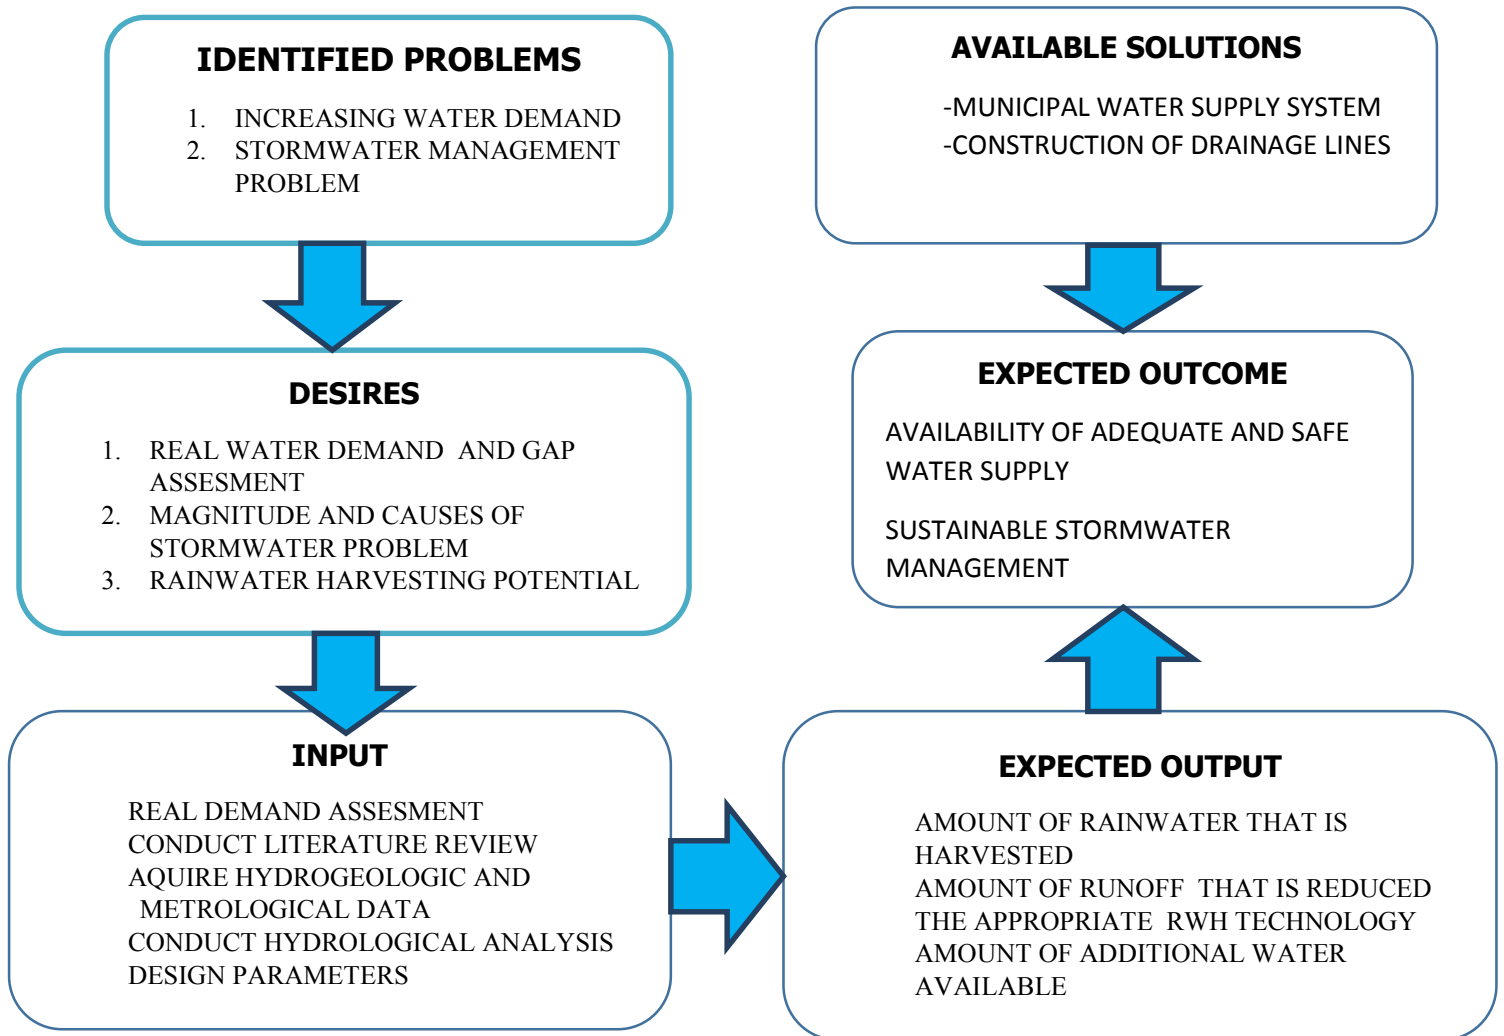 IDENTIFIED PROBLEMS
1. INCREASING WATER DEMAND
2. STORMWATER MANAGEMENT
PROBLEM
DESIRES
1. REAL WATER DEMAND AND GAP
ASSESMENT
2. MAGNITUDE AND CAUSES OF
STORMWATER PROBLEM
3. RAINWATER HARVESTING POTENTIAL
INPUT
REAL DEMAND ASSESMENT
CONDUCT LITERATURE REVIEW
AQUIRE HYDROGEOLOGIC AND
METROLOGICAL DATA
CONDUCT HYDROLOGICAL ANALYSIS
DESIGN PARAMETERS
EXPECTED OUTPUT
AMOUNT OF RAINWATER THAT IS
HARVESTED
AMOUNT OF RUNOFF THAT IS REDUCED
THE APPROPRIATE RWH TECHNOLOGY
AMOUNT OF ADDITIONAL WATER
AVAILABLE
AVAILABLE SOLUTIONS
-MUNICIPAL WATER SUPPLY SYSTEM
-CONSTRUCTION OF DRAINAGE LINES
EXPECTED OUTCOME
AVAILABILITY OF ADEQUATE AND SAFE
WATER SUPPLY
SUSTAINABLE STORMWATER
MANAGEMENT